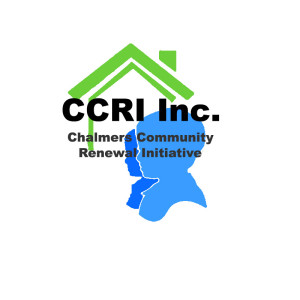 CCRI Inc.
Chalmers Community
Renewal Initiative